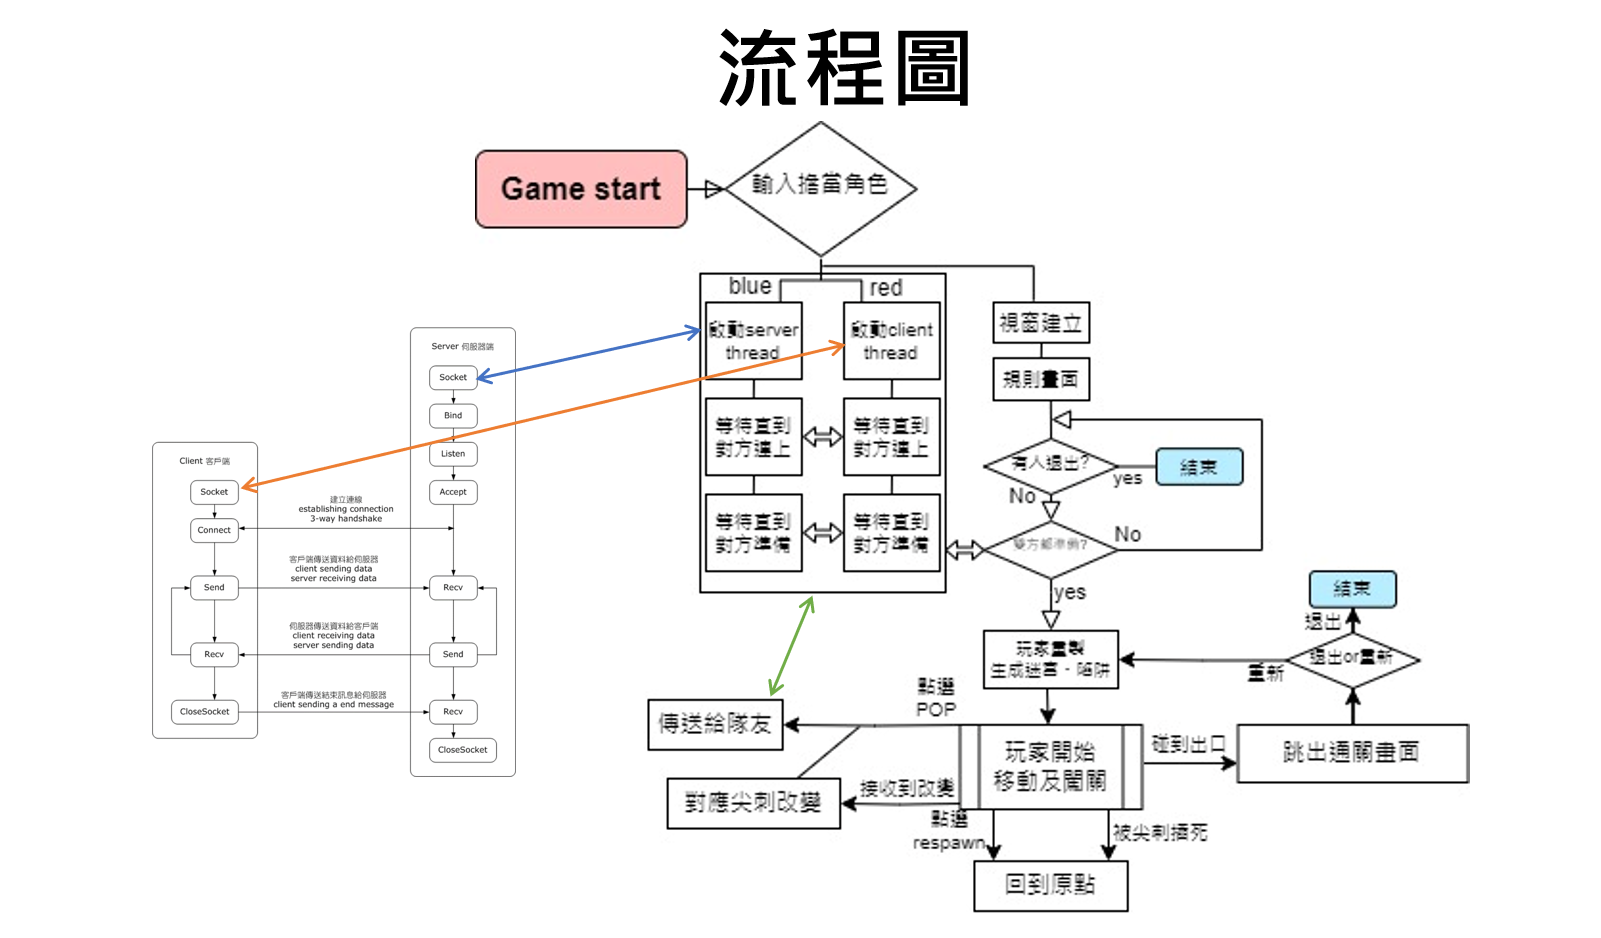 流程圖
Game start
輸入擔當角色
blue
red
啟動server
thread
啟動client
thread
等待直到
對方連上
等待直到
對方連上
等待直到
對方準備
等待直到
對方準備
視窗建立
規則畫面
有人退出?
yes
結束
No
雙方都準備?
No
yes
玩家重製
生成迷宮、陷阱
重新
退出or重新
退出
結束
點選
POP
傳送給隊友
玩家開始
移動及闖關
碰到出口
跳出通關畫面
對應尖刺改變
接收到改變
點選
respawn
被尖刺插死
回到原點
Server 伺服器端
Socket
Bind
Listen
Accept
Recv
Send
Recv
CloseSocket
Client 客戶端
Socket
Connect
Send
Recv
CloseSocket
建立連線
establishing connection
3-way handshake
客戶端傳送資料給伺服器
client sending data
server receiving data
伺服器傳送資料給客戶端
client receiving data
server sending data
客戶端傳送結束訊息給伺服器
client sending a end message